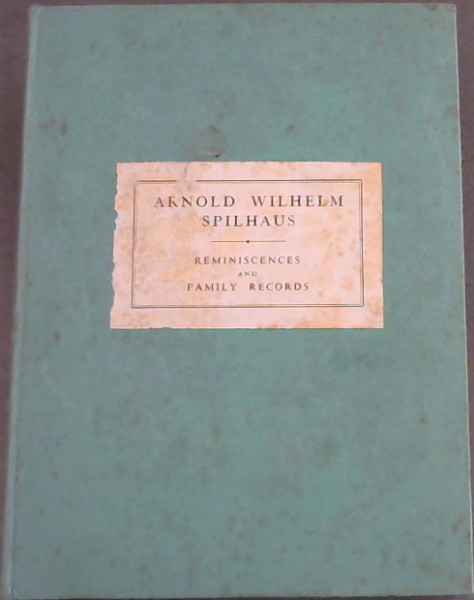 ARNOLD WILHELM
SPILHAUS
REMINISCENCES
AND
FAMILY RECORDS